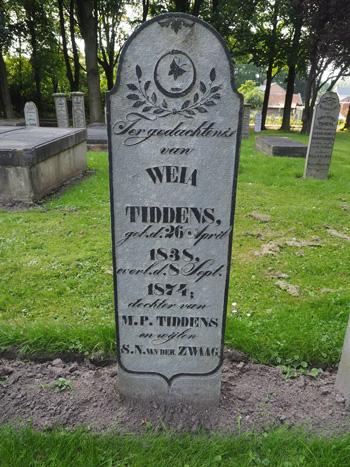 Ter gedachtenis
van
WEIA
TIDDENS,
geb.d. 26 April
1838,
overl.d. 8 Sept.
1874;
dochter van
M.P. TIDDENS
en wijlen
S.N. VAN DER ZWAAG